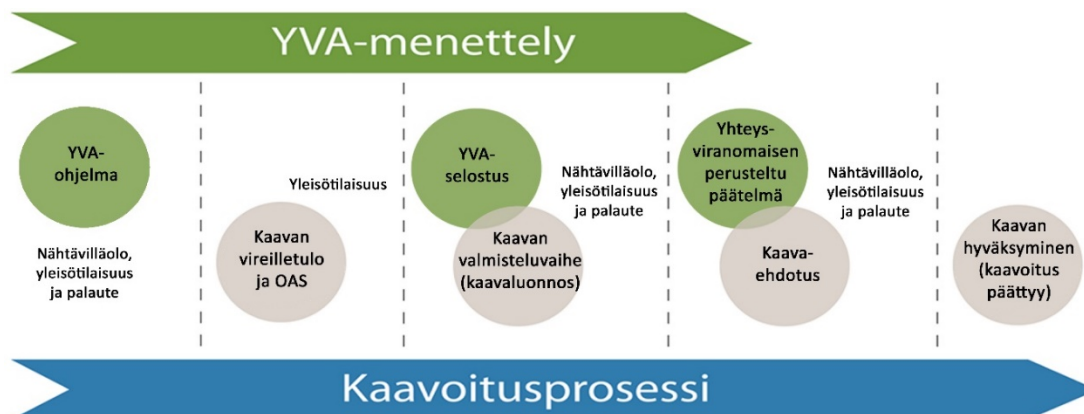 YVA-menettely
YVA-
ohjelma
Nähtävilläolo,
yleisötilaisuus
ja palaute
Yleisötilaisuus
Kaavan
vireilletulo
ja OAS
YVA-
selostus
Nähtävilläolo,
yleisötilaisuus
ja palaute
Kaavan
valmisteluvaihe
(kaavaluonnos)
Yhteys-
viranomaisen
perusteltu
päätelmä
Nähtävilläolo,
yleisötilaisuus
ja palaute
Kaava-
ehdotus
Kaavan
hyväksyminen
(kaavoitus
päättyy)
Kaavoitusprosessi